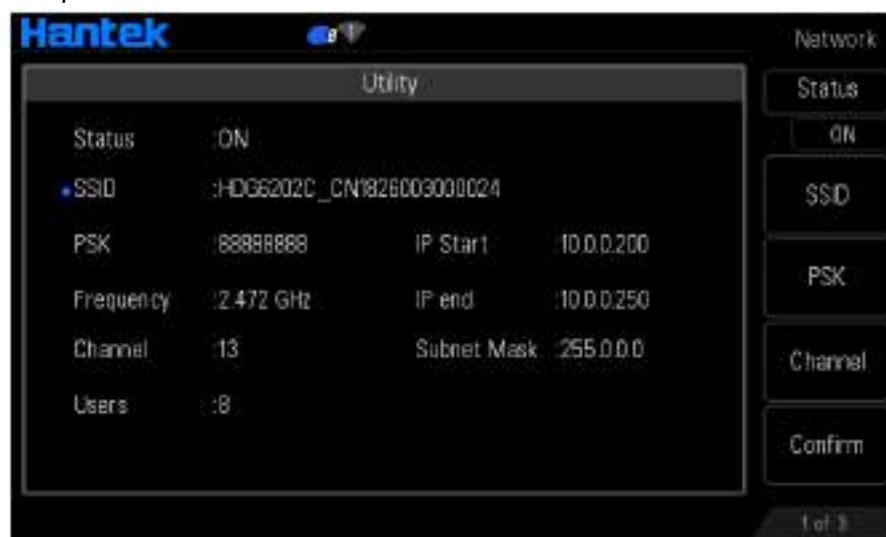 Hantek
Network
Utility
Status
ON
Status :ON
SSID :HDG6202C_CN1826003000024
SSID
PSK :88888888 IP Start :10.0.0.200
PSK
Frequency :2.472 GHz IP end :10.0.0.250
Channel :13 Subnet Mask :255.0.0.0
Channel
Users :8
Confirm
1 of 3